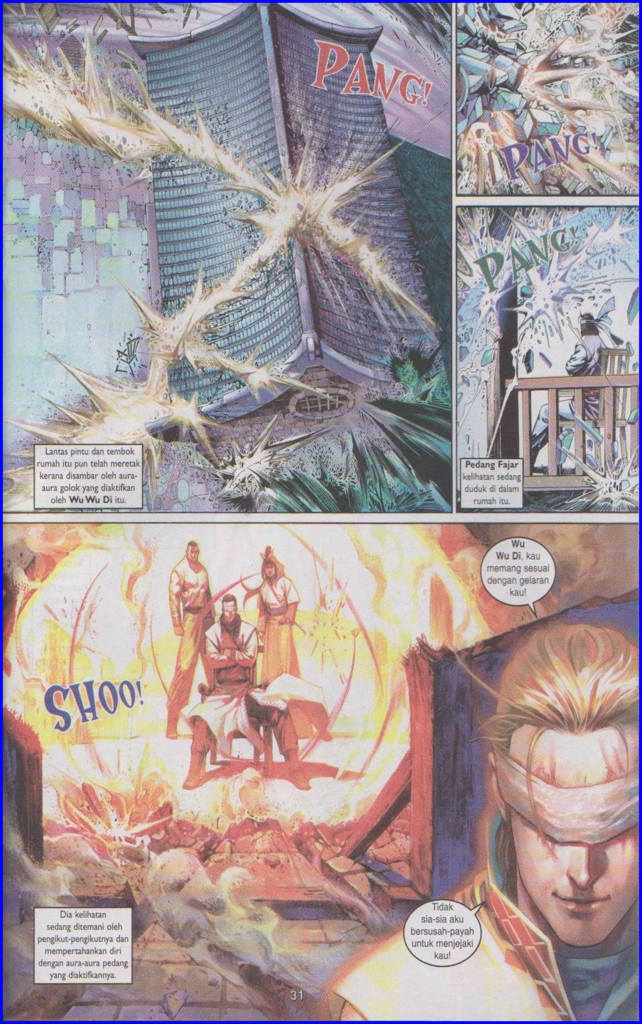 PANG!
Lantas pintu dan tembok
rumah itu pun telah meretak
kerana disambar oleh aura-
aura golok yang diaktifkan
oleh Wu Wu Di itu.
PANG!
PANG!
Pedang Fajar
kelihatan sedang
duduk di dalam
rumah itu.
Wu
Wu Di, kau
memang sesuai
dengan gelaran
kau!
SHOO!
Dia kelihatan
sedang ditemani oleh
pengikut-pengikutnya dan
mempertahankan diri
dengan aura-aura pedang
yang diaktifkannya.
Tidak
sia-sia aku
bersusah-payah
untuk menjejaki
kau!
31